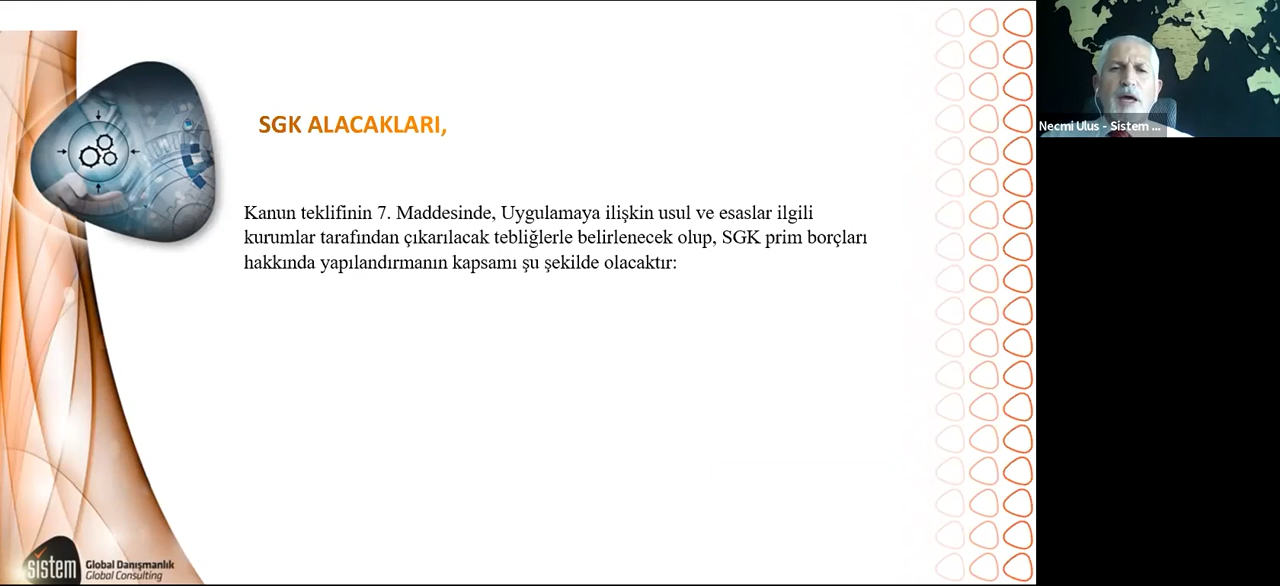 SGK ALACAKLARI,
Kanun teklifinin 7. Maddesinde, Uygulamaya ilişkin usul ve esaslar ilgili
kurumlar tarafından çıkarılacak tebliğlerle belirlenecek olup, SGK prim borçları
hakkında yapılandırmanın kapsamı şu şekilde olacaktır:
sistem
Global Danışmanlık
Global Consulting
Necmi Ulus - Sistem ...